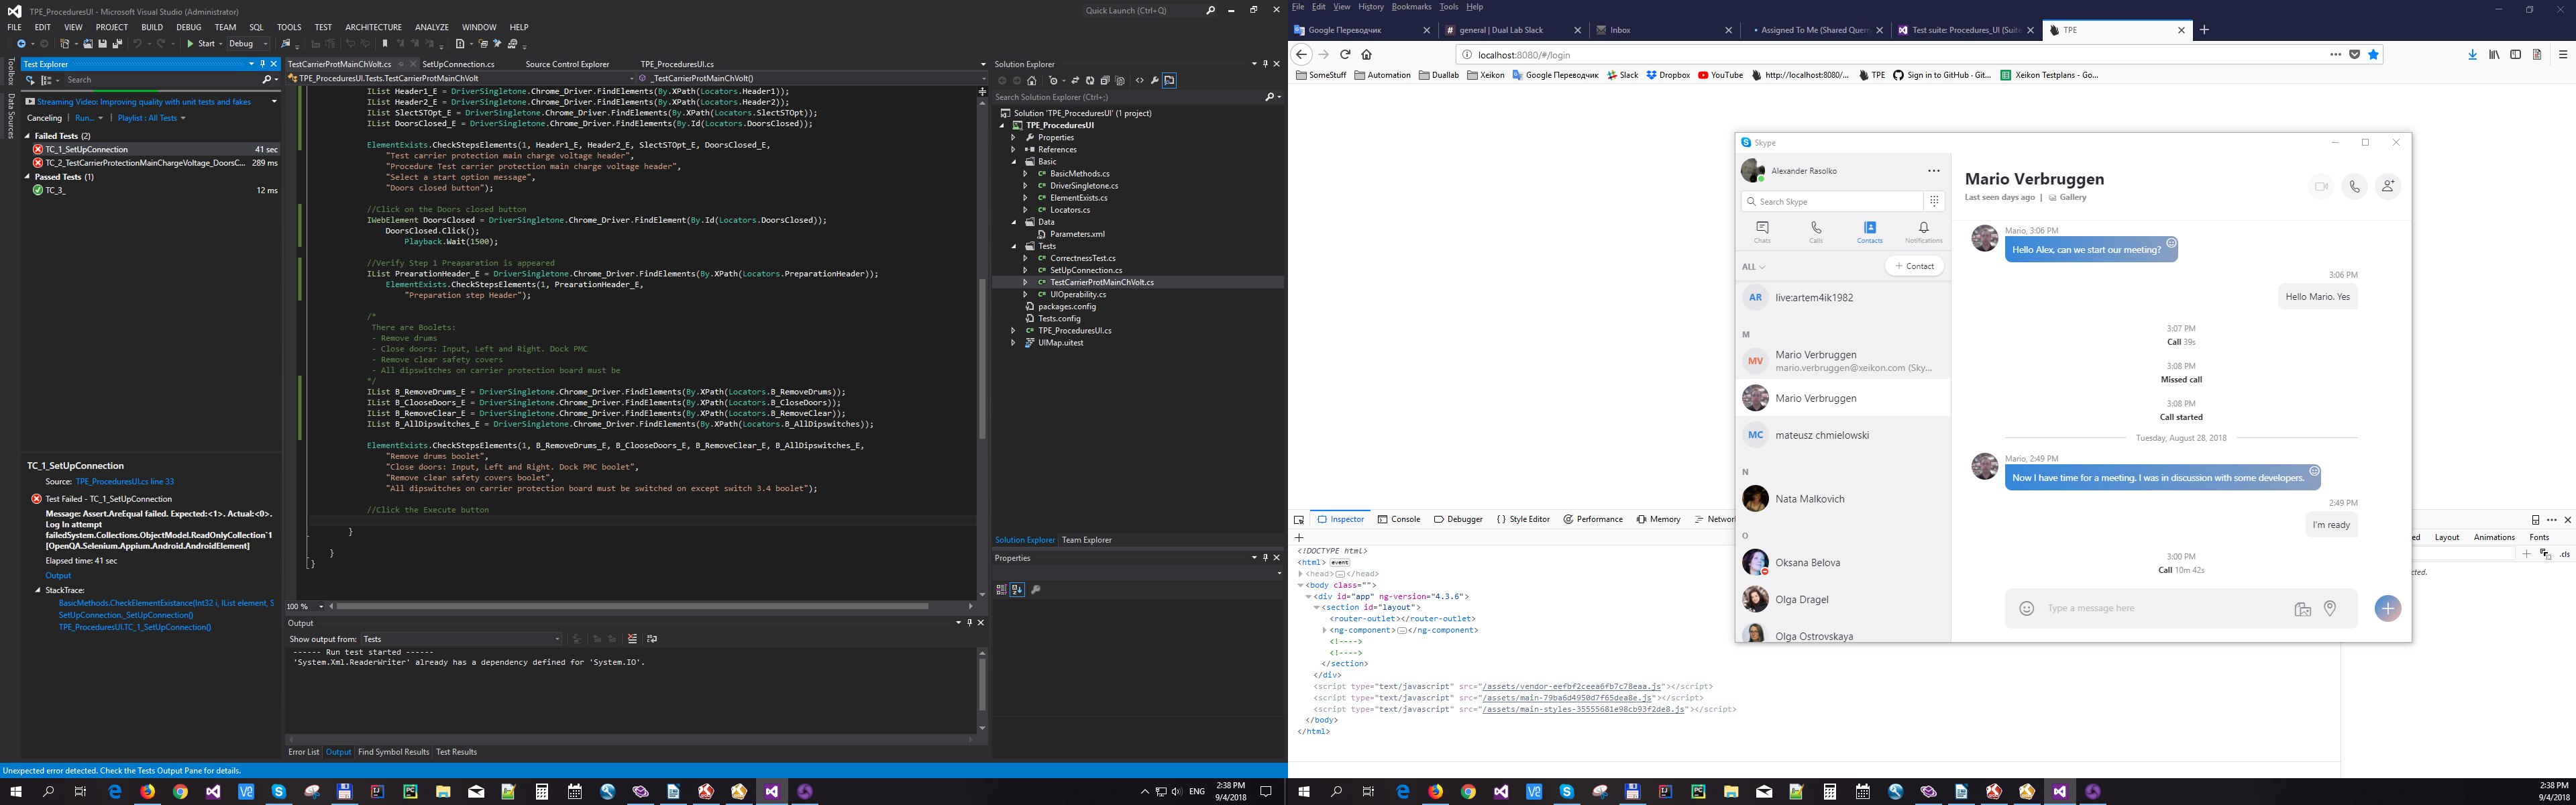 TPE_ProceduresUI - Microsoft Visual Studio (Administrator)
Quick Launch (Ctrl+Q)
FILE EDIT VIEW PROJECT BUILD DEBUG TEAM SQL TOOLS TEST ARCHITECTURE ANALYZE WINDOW HELP
Start Debug
Toolbox
Data Sources
Test Explorer
Search
Streaming Video: Improving quality with unit tests and fakes
Canceling | Run... | Playlist : All Tests
Failed Tests (2)
TC_1_SetUpConnection 41 sec
TC_2_TestCarrierProtectionMainChargeVoltage_DoorsC... 289 ms
Passed Tests (1)
TC_3_ 12 ms
TC_1_SetUpConnection
Source: TPE_ProceduresUI.cs line 33
Test Failed - TC_1_SetUpConnection
Message: Assert.AreEqual failed. Expected:<1>. Actual:<0>.
Log In attempt
failedSystem.Collections.ObjectModel.ReadOnlyCollection`1
[OpenQA.Selenium.Appium.Android.AndroidElement]
Elapsed time: 41 sec
Output
StackTrace:
BasicMethods.CheckElementExistance(Int32 i, IList element, S
SetUpConnection._SetUpConnection()
TPE_ProceduresUI.TC_1_SetUpConnection()
TestCarrierProtMainChVolt.cs SetUpConnection.cs Source Control Explorer TPE_ProceduresUI.cs
TPE_ProceduresUI.Tests.TestCarrierProtMainChVolt _TestCarrierProtMainChVolt()
IList Header1_E = DriverSingletone.Chrome_Driver.FindElements(By.XPath(Locators.Header1));
IList Header2_E = DriverSingletone.Chrome_Driver.FindElements(By.XPath(Locators.Header2));
IList SlectSTOpt_E = DriverSingletone.Chrome_Driver.FindElements(By.XPath(Locators.SlectSTOpt));
IList DoorsClosed_E = DriverSingletone.Chrome_Driver.FindElements(By.Id(Locators.DoorsClosed));
ElementExists.CheckStepsElements(1, Header1_E, Header2_E, SlectSTOpt_E, DoorsClosed_E,
"Test carrier protection main charge voltage header",
"Procedure Test carrier protection main charge voltage header",
"Select a start option message",
"Doors closed button");
//Click on the Doors closed button
IWebElement DoorsClosed = DriverSingletone.Chrome_Driver.FindElement(By.Id(Locators.DoorsClosed));
DoorsClosed.Click();
Playback.Wait(1500);
//Verify Step 1 Preaparation is appeared
IList PrearationHeader_E = DriverSingletone.Chrome_Driver.FindElements(By.XPath(Locators.PreparationHeader));
ElementExists.CheckStepsElements(1, PrearationHeader_E,
"Preparation step Header");
/*
There are Boolets:
- Remove drums
- Close doors: Input, Left and Right. Dock PMC
- Remove clear safety covers
- All dipswitches on carrier protection board must be
*/
IList B_RemoveDrums_E = DriverSingletone.Chrome_Driver.FindElements(By.XPath(Locators.B_RemoveDrums));
IList B_ClooseDoors_E = DriverSingletone.Chrome_Driver.FindElements(By.XPath(Locators.B_CloseDoors));
IList B_RemoveClear_E = DriverSingletone.Chrome_Driver.FindElements(By.XPath(Locators.B_RemoveClear));
IList B_AllDipswitches_E = DriverSingletone.Chrome_Driver.FindElements(By.XPath(Locators.B_AllDipswitches));
ElementExists.CheckStepsElements(1, B_RemoveDrums_E, B_ClooseDoors_E, B_RemoveClear_E, B_AllDipswitches_E,
"Remove drums boolet",
"Close doors: Input, Left and Right. Dock PMC boolet",
"Remove clear safety covers boolet",
"All dipswitches on carrier protection board must be switched on except switch 3.4 boolet");
//Click the Execute button
}
}
}
100 %
Output
Show output from: Tests
------ Run test started ------
'System.Xml.ReaderWriter' already has a dependency defined for 'System.IO'.
Error List Output Find Symbol Results Test Results
Unexpected error detected. Check the Tests Output Pane for details.
Solution Explorer
Search Solution Explorer (Ctrl+;)
Solution 'TPE_ProceduresUI' (1 project)
TPE_ProceduresUI
Properties
References
Basic
BasicMethods.cs
DriverSingletone.cs
ElementExists.cs
Locators.cs
Data
Parameters.xml
Tests
CorrectnessTest.cs
SetUpConnection.cs
TestCarrierProtMainChVolt.cs
UIOperability.cs
packages.config
Tests.config
TPE_ProceduresUI.cs
UIMap.uitest
Solution Explorer Team Explorer
Properties
ENG
2:38 PM
9/4/2018
File Edit View History Bookmarks Tools Help
Google Переводчик
general | Dual Lab Slack
Inbox
Assigned To Me (Shared Quer
Test suite: Procedures_UI (Suit
TPE
localhost:8080/#/login
SomeStuff Automation Duallab Xeikon Google Переводчик Slack Dropbox YouTube http://localhost:8080/... TPE Sign in to GitHub · Git... Xeikon Testplans - Go...
Skype
Alexander Rasolko
Search Skype
Chats Calls Contacts Notifications
ALL
Contact
AR live:artem4ik1982
M
MV Mario Verbruggen
mario.verbruggen@xeikon.com (Sky...
Mario Verbruggen
MC mateusz chmielowski
N
Nata Malkovich
O
Oksana Belova
Olga Dragel
Olga Ostrovskaya
Mario Verbruggen
Last seen days ago | Gallery
Mario, 3:06 PM
Hello Alex, can we start our meeting?
3:06 PM
Hello Mario. Yes
3:07 PM
Call 39s
3:08 PM
Missed call
3:08 PM
Call started
Tuesday, August 28, 2018
Mario, 2:49 PM
Now I have time for a meeting. I was in discussion with some developers.
2:49 PM
I'm ready
3:00 PM
Call 10m 42s
Type a message here
Inspector Console Debugger Style Editor Performance Memory Networ
Layout Animations Fonts
.cls
<!DOCTYPE html>
<html> event
<head>…</head>
<body class="">
<div id="app" ng-version="4.3.6">
<section id="layout">
<router-outlet></router-outlet>
<ng-component>…</ng-component>
<!---->
<!---->
</section>
</div>
<script type="text/javascript" src="/assets/vendor-eefbf2ceea6fb7c78eaa.js"></script>
<script type="text/javascript" src="/assets/main-79ba6d4950d7f65dea8e.js"></script>
<script type="text/javascript" src="/assets/main-styles-35555681e98cb93f2de8.js"></script>
</body>
</html>
2:38 PM
9/4/2018